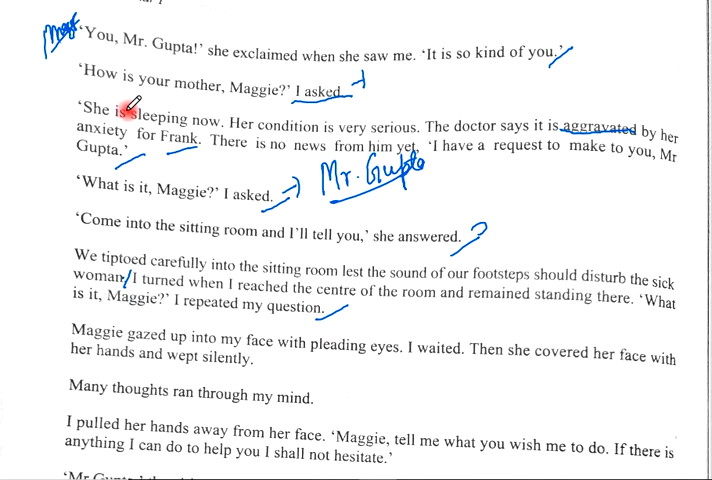 'You, Mr. Gupta!' she exclaimed when she saw me. 'It is so kind of you.'
'How is your mother, Maggie?' I asked.
'She is sleeping now. Her condition is very serious. The doctor says it is aggravated by her
anxiety for Frank. There is no news from him yet. 'I have a request to make to you, Mr
Gupta.'
'What is it, Maggie?' I asked.
Mr. Gupta
'Come into the sitting room and I'll tell you,' she answered.
We tiptoed carefully into the sitting room lest the sound of our footsteps should disturb the sick
woman. I turned when I reached the centre of the room and remained standing there. 'What
is it, Maggie?' I repeated my question.
Maggie gazed up into my face with pleading eyes. I waited. Then she covered her face with
her hands and wept silently.
Many thoughts ran through my mind.
I pulled her hands away from her face. 'Maggie, tell me what you wish me to do. If there is
anything I can do to help you I shall not hesitate.'